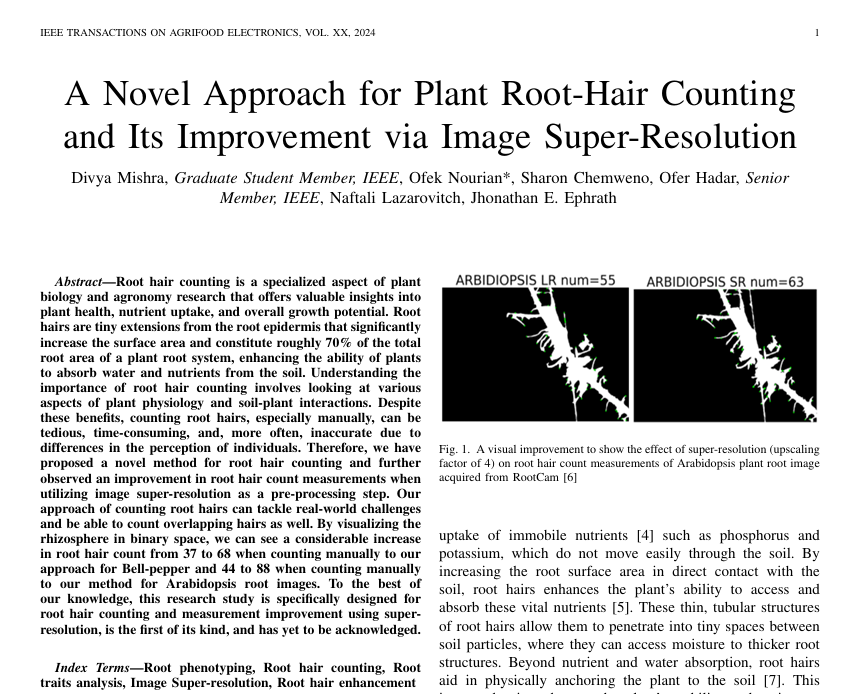 IEEE TRANSACTIONS ON AGRIFOOD ELECTRONICS, VOL. XX, 2024
1
A Novel Approach for Plant Root-Hair Counting
and Its Improvement via Image Super-Resolution
Divya Mishra, Graduate Student Member, IEEE, Ofek Nourian*, Sharon Chemweno, Ofer Hadar, Senior
Member, IEEE, Naftali Lazarovitch, Jhonathan E. Ephrath
Abstract—Root hair counting is a specialized aspect of plant
biology and agronomy research that offers valuable insights into
plant health, nutrient uptake, and overall growth potential. Root
hairs are tiny extensions from the root epidermis that significantly
increase the surface area and constitute roughly 70% of the total
root area of a plant root system, enhancing the ability of plants
to absorb water and nutrients from the soil. Understanding the
importance of root hair counting involves looking at various
aspects of plant physiology and soil-plant interactions. Despite
these benefits, counting root hairs, especially manually, can be
tedious, time-consuming, and, more often, inaccurate due to
differences in the perception of individuals. Therefore, we have
proposed a novel method for root hair counting and further
observed an improvement in root hair count measurements when
utilizing image super-resolution as a pre-processing step. Our
approach of counting root hairs can tackle real-world challenges
and be able to count overlapping hairs as well. By visualizing the
rhizosphere in binary space, we can see a considerable increase
in root hair count from 37 to 68 when counting manually to our
approach for Bell-pepper and 44 to 88 when counting manually
to our method for Arabidopsis root images. To the best of
our knowledge, this research study is specifically designed for
root hair counting and measurement improvement using super-
resolution, is the first of its kind, and has yet to be acknowledged.
Index Terms—Root phenotyping, Root hair counting, Root
traits analysis, Image Super-resolution, Root hair enhancement
ARBIDIOPSIS LR num=55
ARBIDIOPSIS SR num=63
Fig. 1. A visual improvement to show the effect of super-resolution (upscaling
factor of 4) on root hair count measurements of Arabidopsis plant root image
acquired from RootCam [6]
uptake of immobile nutrients [4] such as phosphorus and
potassium, which do not move easily through the soil. By
increasing the root surface area in direct contact with the
soil, root hairs enhances the plant's ability to access and
absorb these vital nutrients [5]. These thin, tubular structures
of root hairs allow them to penetrate into tiny spaces between
soil particles, where they can access moisture to thicker root
structures. Beyond nutrient and water absorption, root hairs
aid in physically anchoring the plant to the soil [7]. This